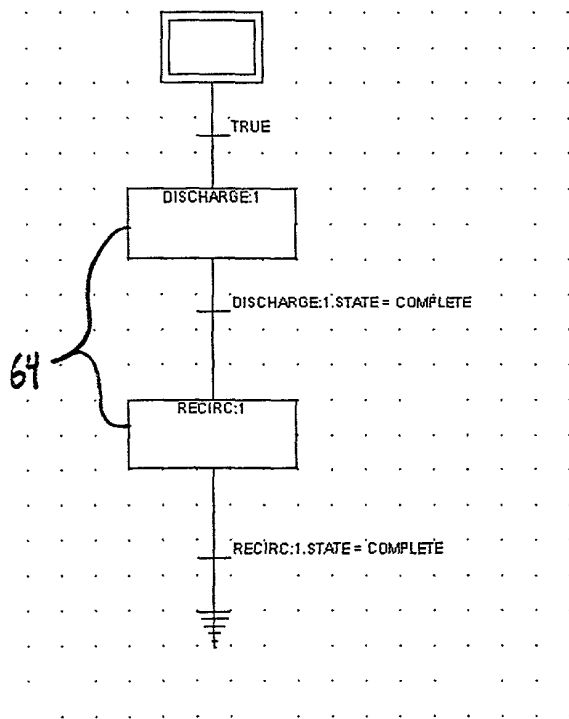 TRUE
DISCHARGE:1
DISCHARGE:1.STATE = COMPLETE
64
RECIRC:1
RECIRC:1.STATE = COMPLETE